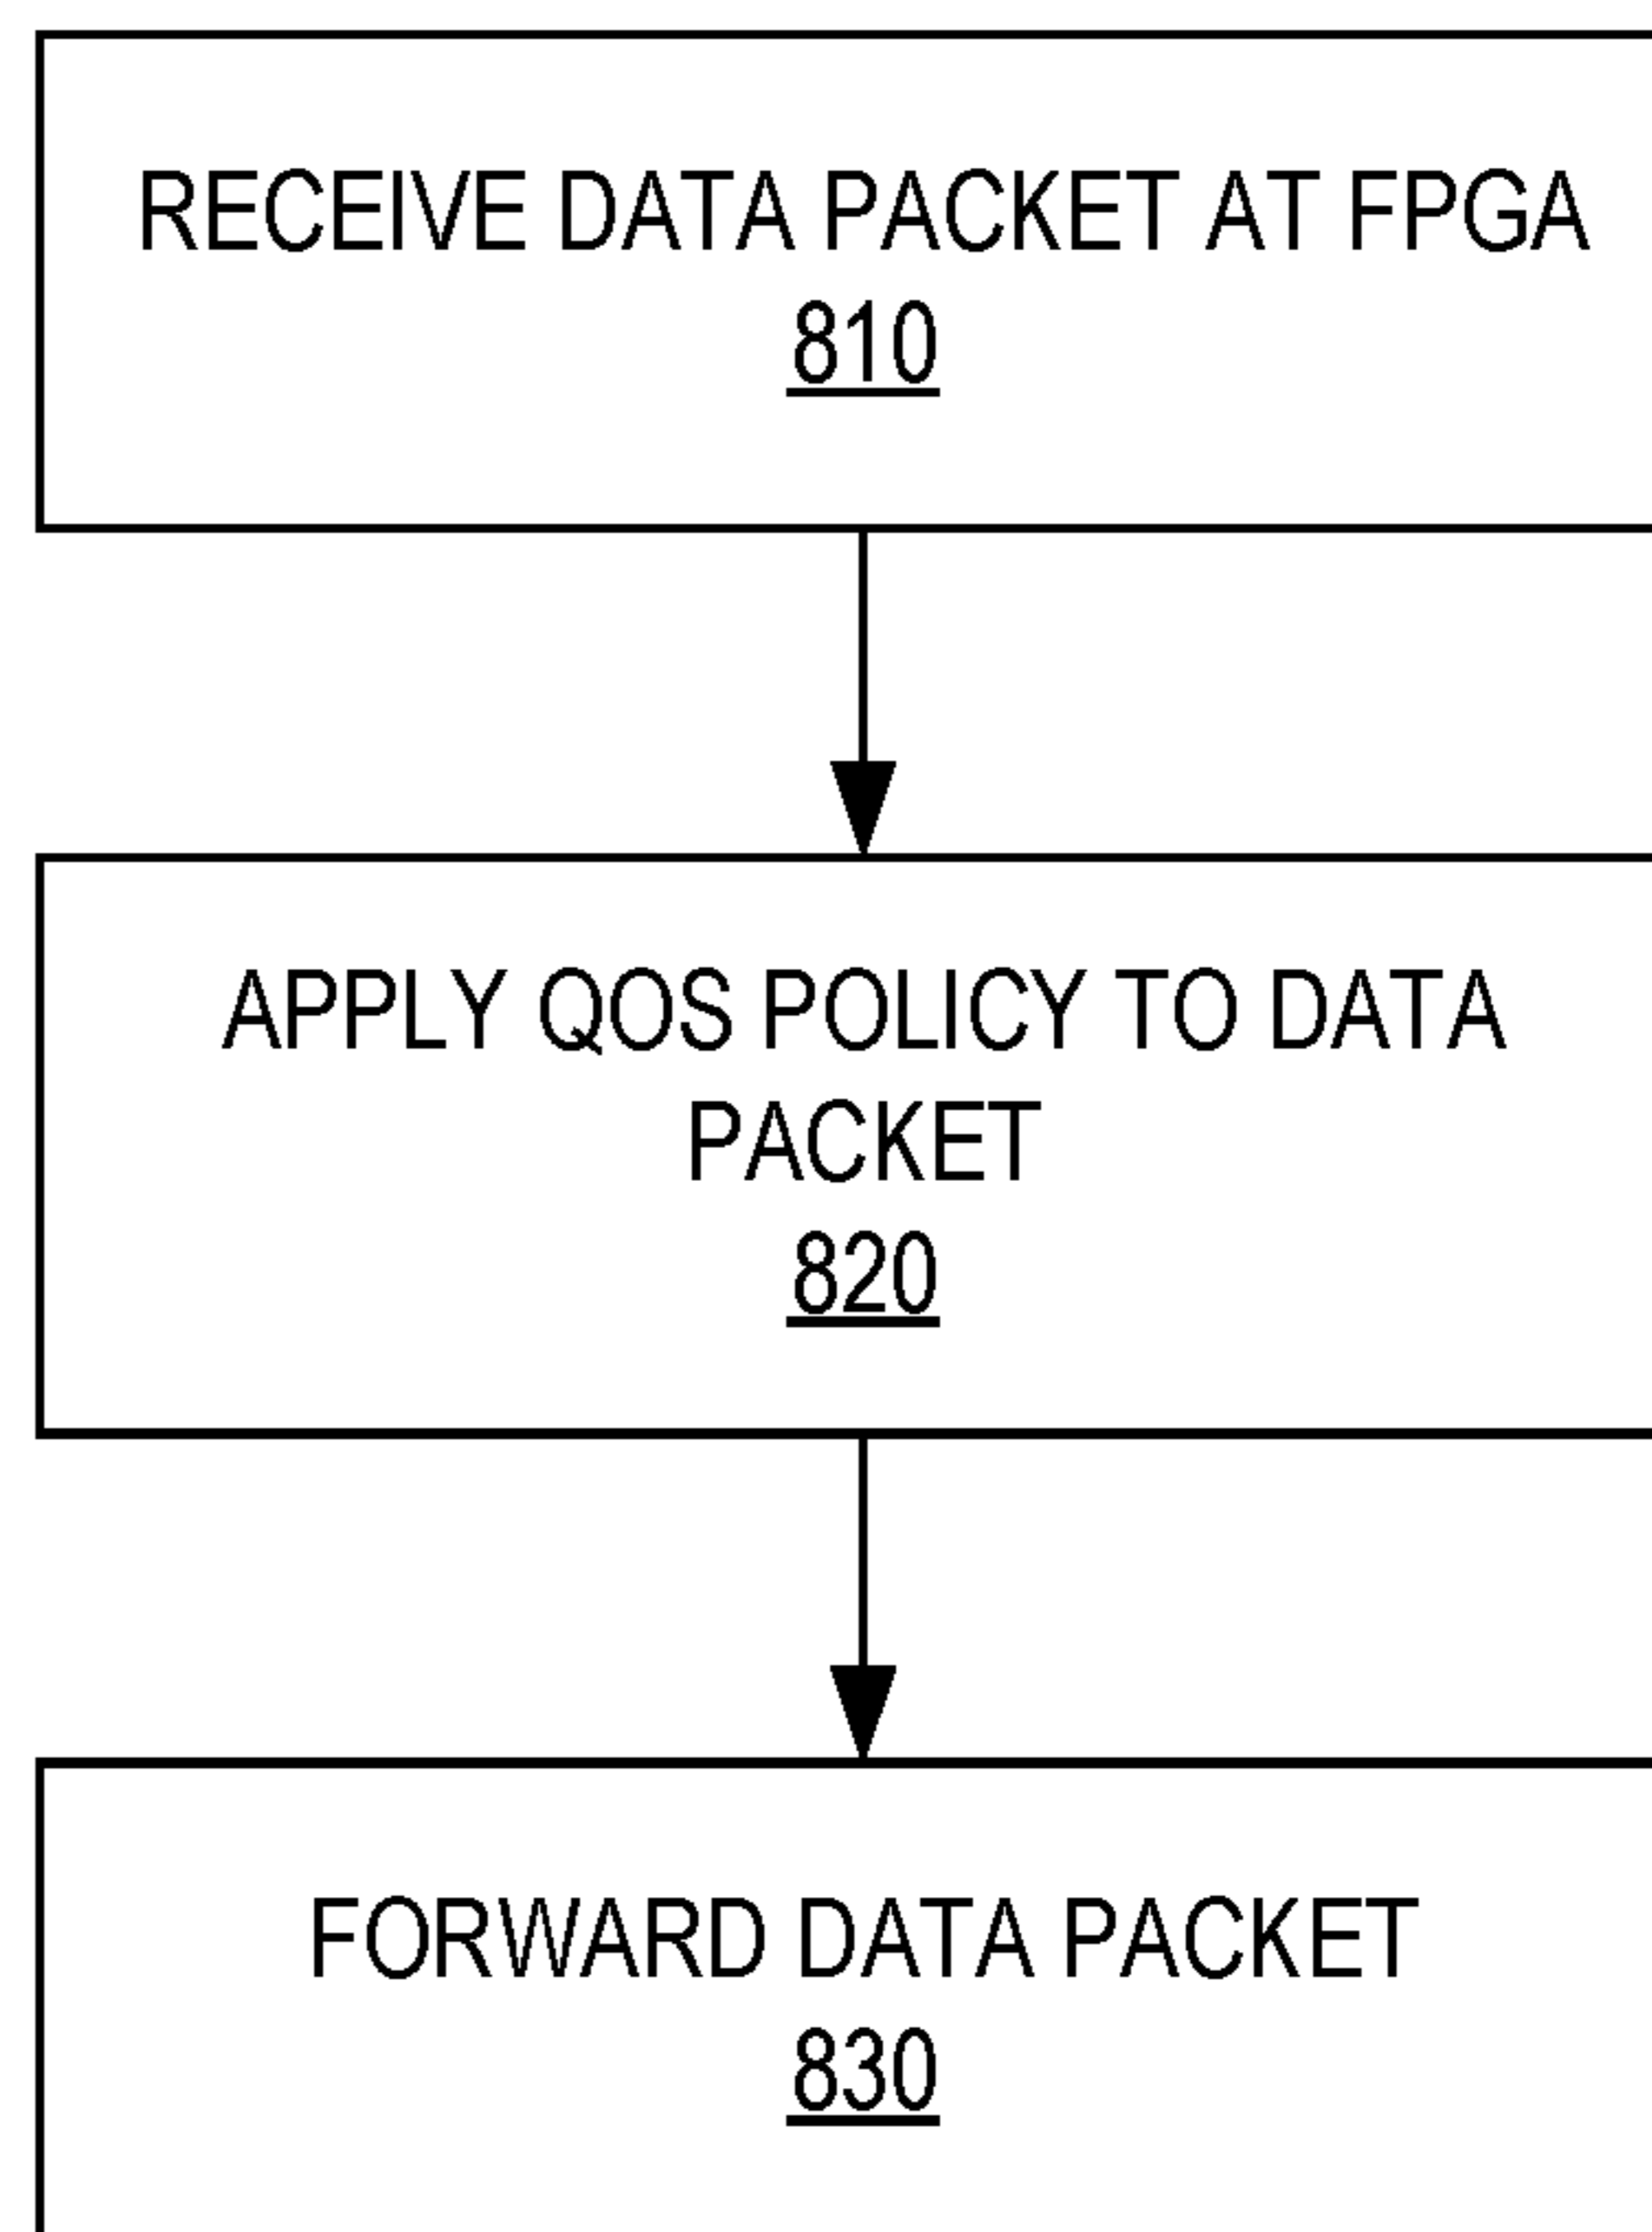 RECEIVE DATA PACKET AT FPGA
810
APPLY QOS POLICY TO DATA
PACKET
820
FORWARD DATA PACKET
830